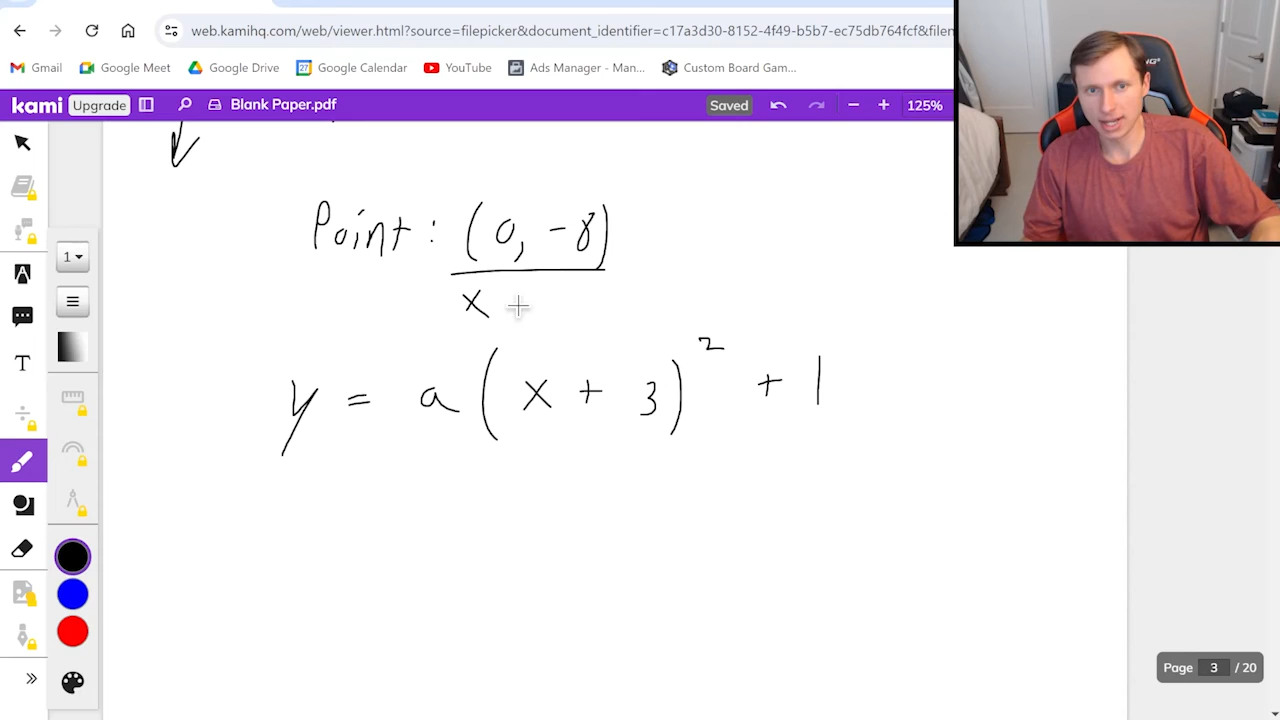 web.kamihq.com/web/viewer.html?source=filepicker&document_identifier=c17a3d30-8152-4f49-b5b7-ec75db764fcf&filen
Gmail Google Meet Google Drive Google Calendar YouTube Ads Manager - Man... Custom Board Gam...
kami Upgrade Blank Paper.pdf Saved 125%
Point : (0, -8)
1
x
y = a(x + 3)² + 1
T
Page 3 / 20